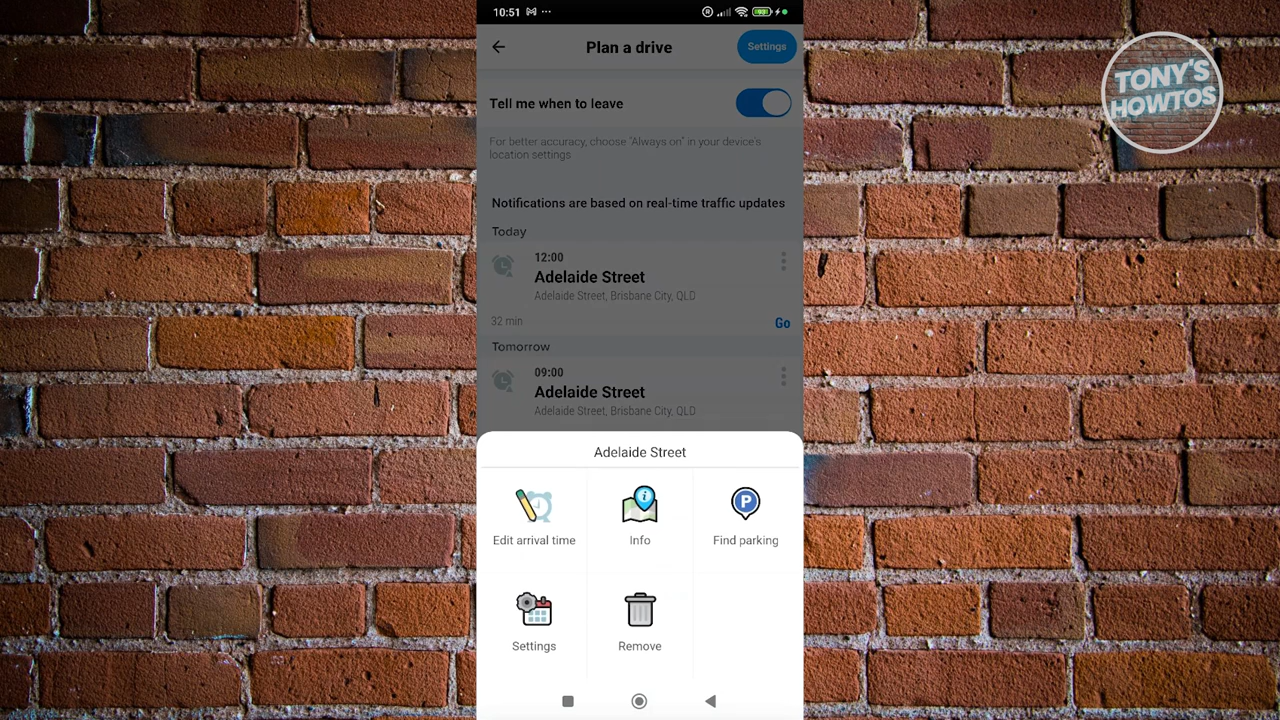 10:51
Plan a drive
Settings
Tell me when to leave
For better accuracy, choose "Always on" in your device's
location settings
Notifications are based on real-time traffic updates
Today
12:00
Adelaide Street
Adelaide Street, Brisbane City, QLD
32 min
Go
Tomorrow
09:00
Adelaide Street
Adelaide Street, Brisbane City, QLD
Adelaide Street
Edit arrival time
Info
Find parking
Settings
Remove
TONY'S
HOWTOS